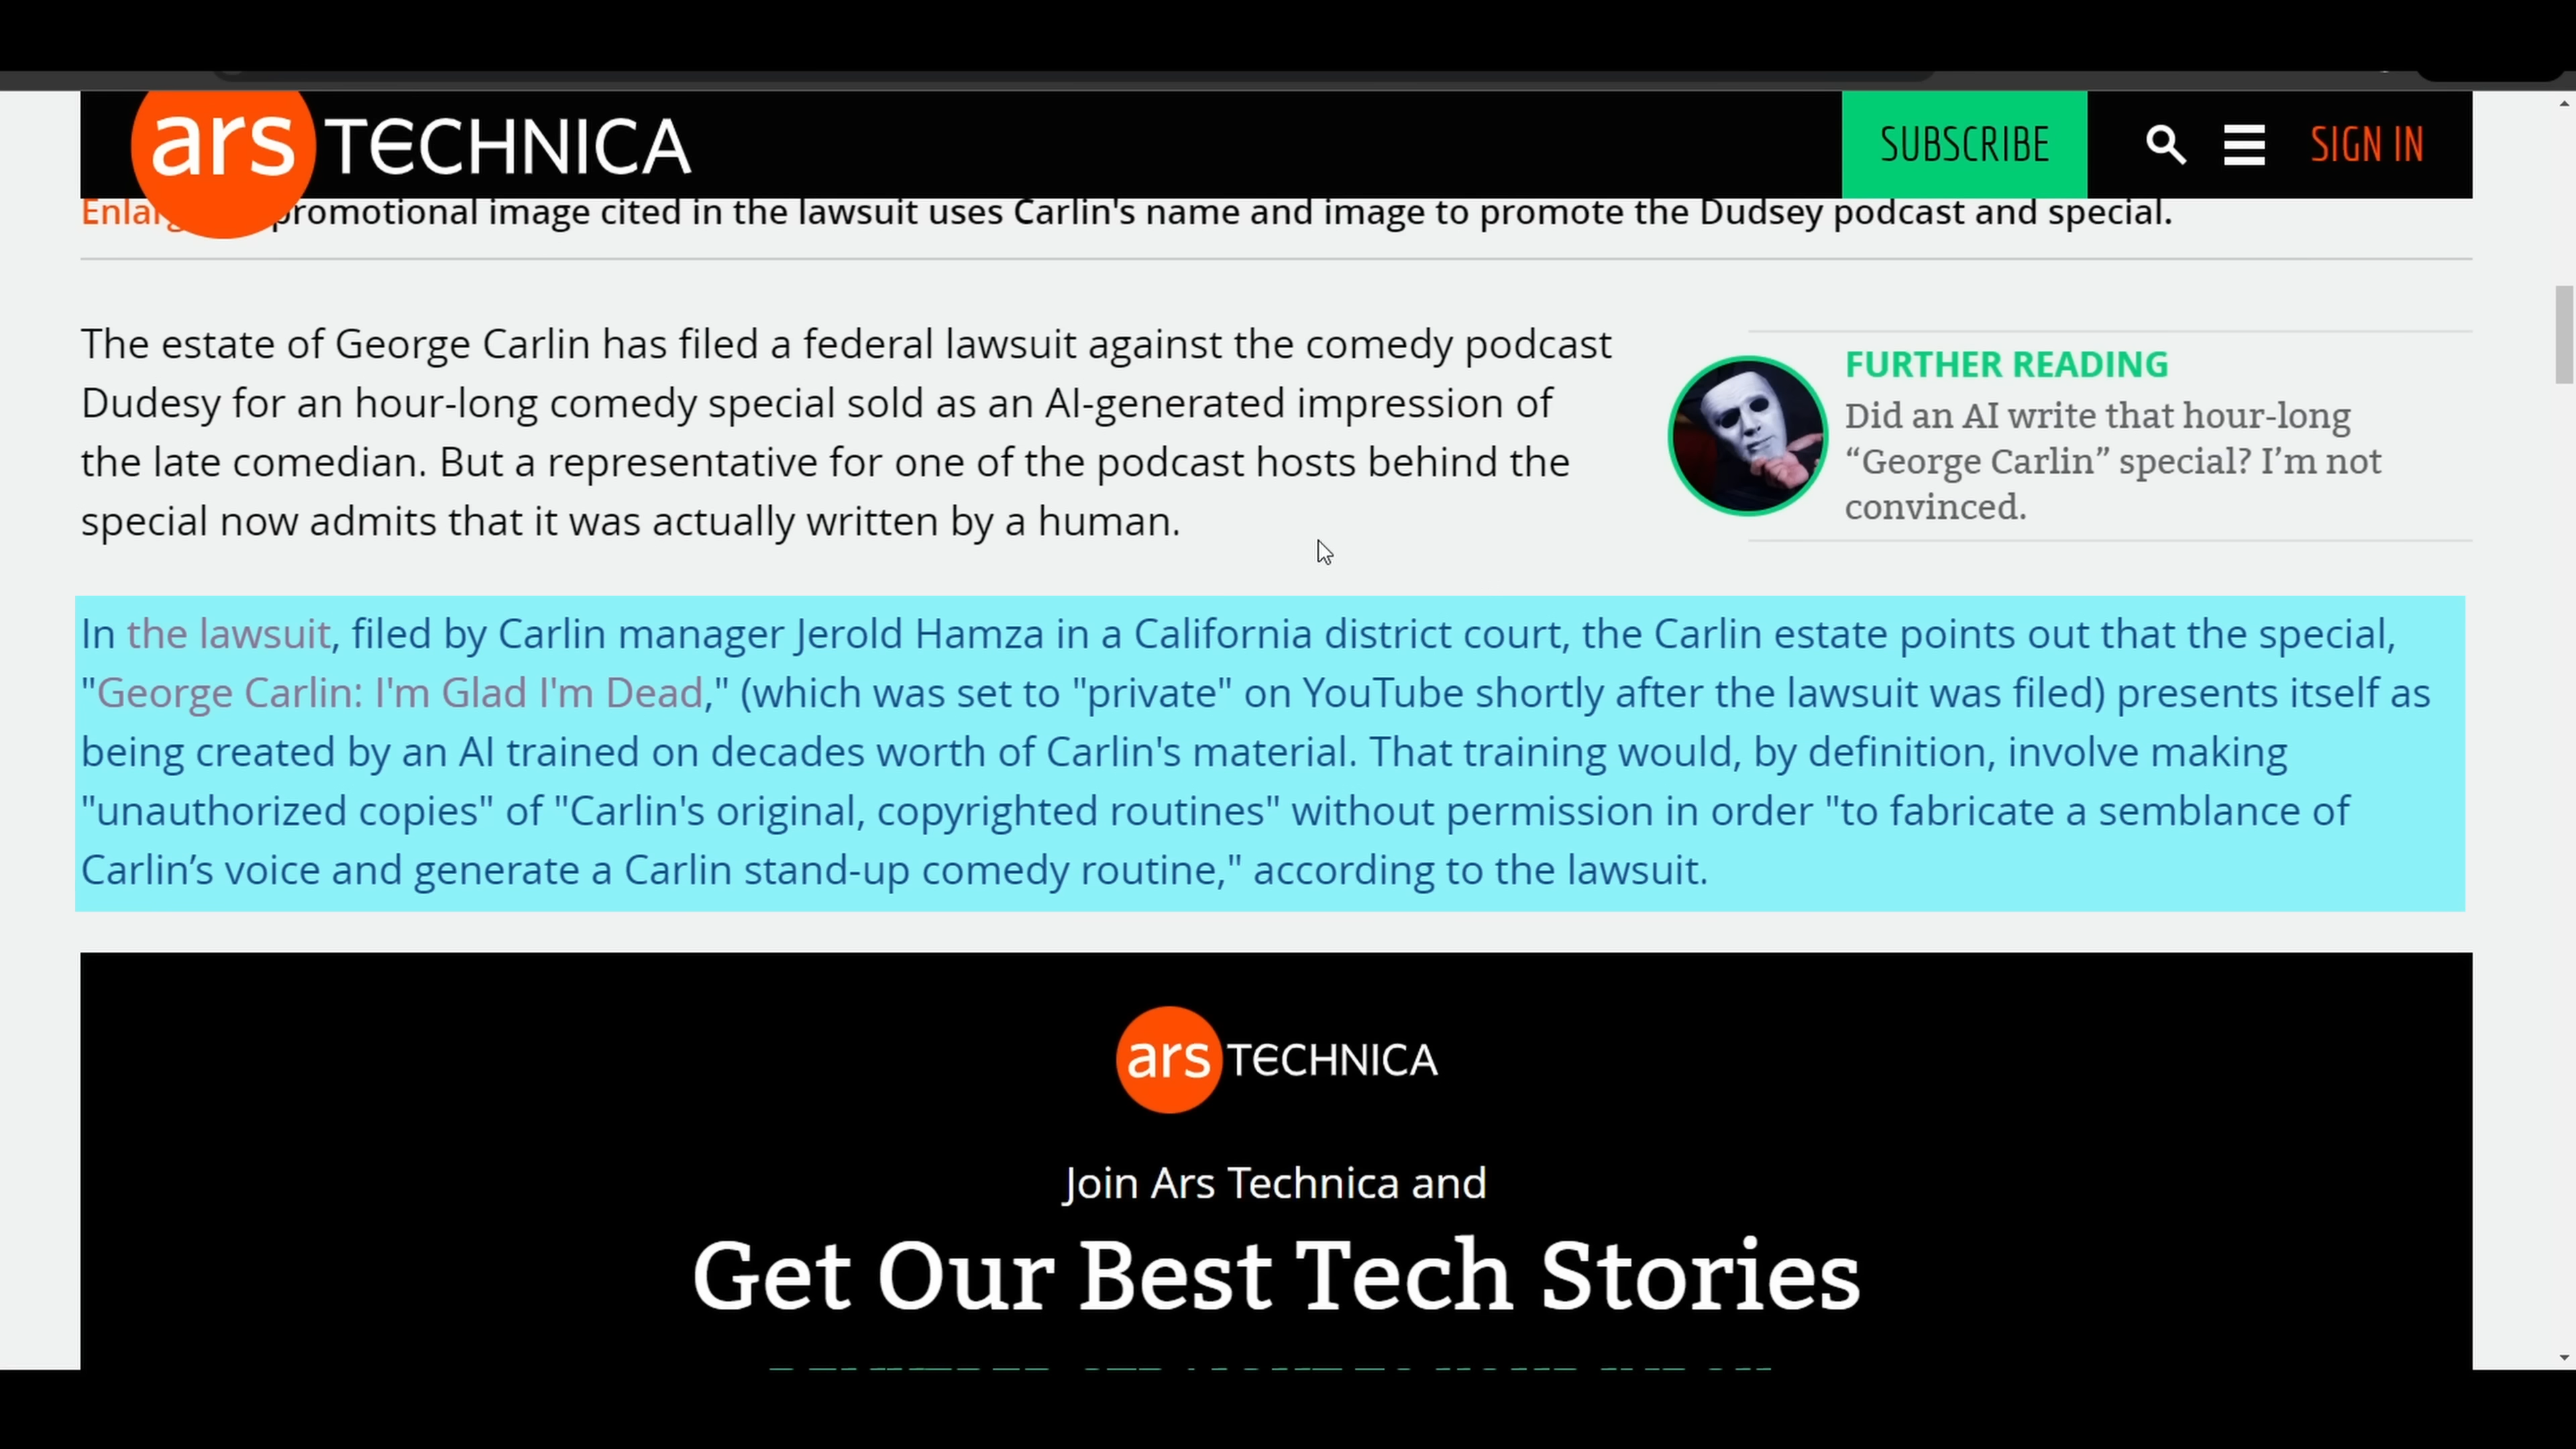 ars TECHNICA
SUBSCRIBE
SIGN IN
promotional image cited in the lawsuit uses Carlin's name and image to promote the Dudsey podcast and special.
The estate of George Carlin has filed a federal lawsuit against the comedy podcast
Dudesy for an hour-long comedy special sold as an AI-generated impression of
the late comedian. But a representative for one of the podcast hosts behind the
special now admits that it was actually written by a human.
FURTHER READING
Did an AI write that hour-long
“George Carlin” special? I’m not
convinced.
In the lawsuit, filed by Carlin manager Jerold Hamza in a California district court, the Carlin estate points out that the special,
"George Carlin: I'm Glad I'm Dead," (which was set to "private" on YouTube shortly after the lawsuit was filed) presents itself as
being created by an AI trained on decades worth of Carlin's material. That training would, by definition, involve making
"unauthorized copies" of "Carlin's original, copyrighted routines" without permission in order "to fabricate a semblance of
Carlin’s voice and generate a Carlin stand-up comedy routine," according to the lawsuit.
ars TECHNICA
Join Ars Technica and
Get Our Best Tech Stories